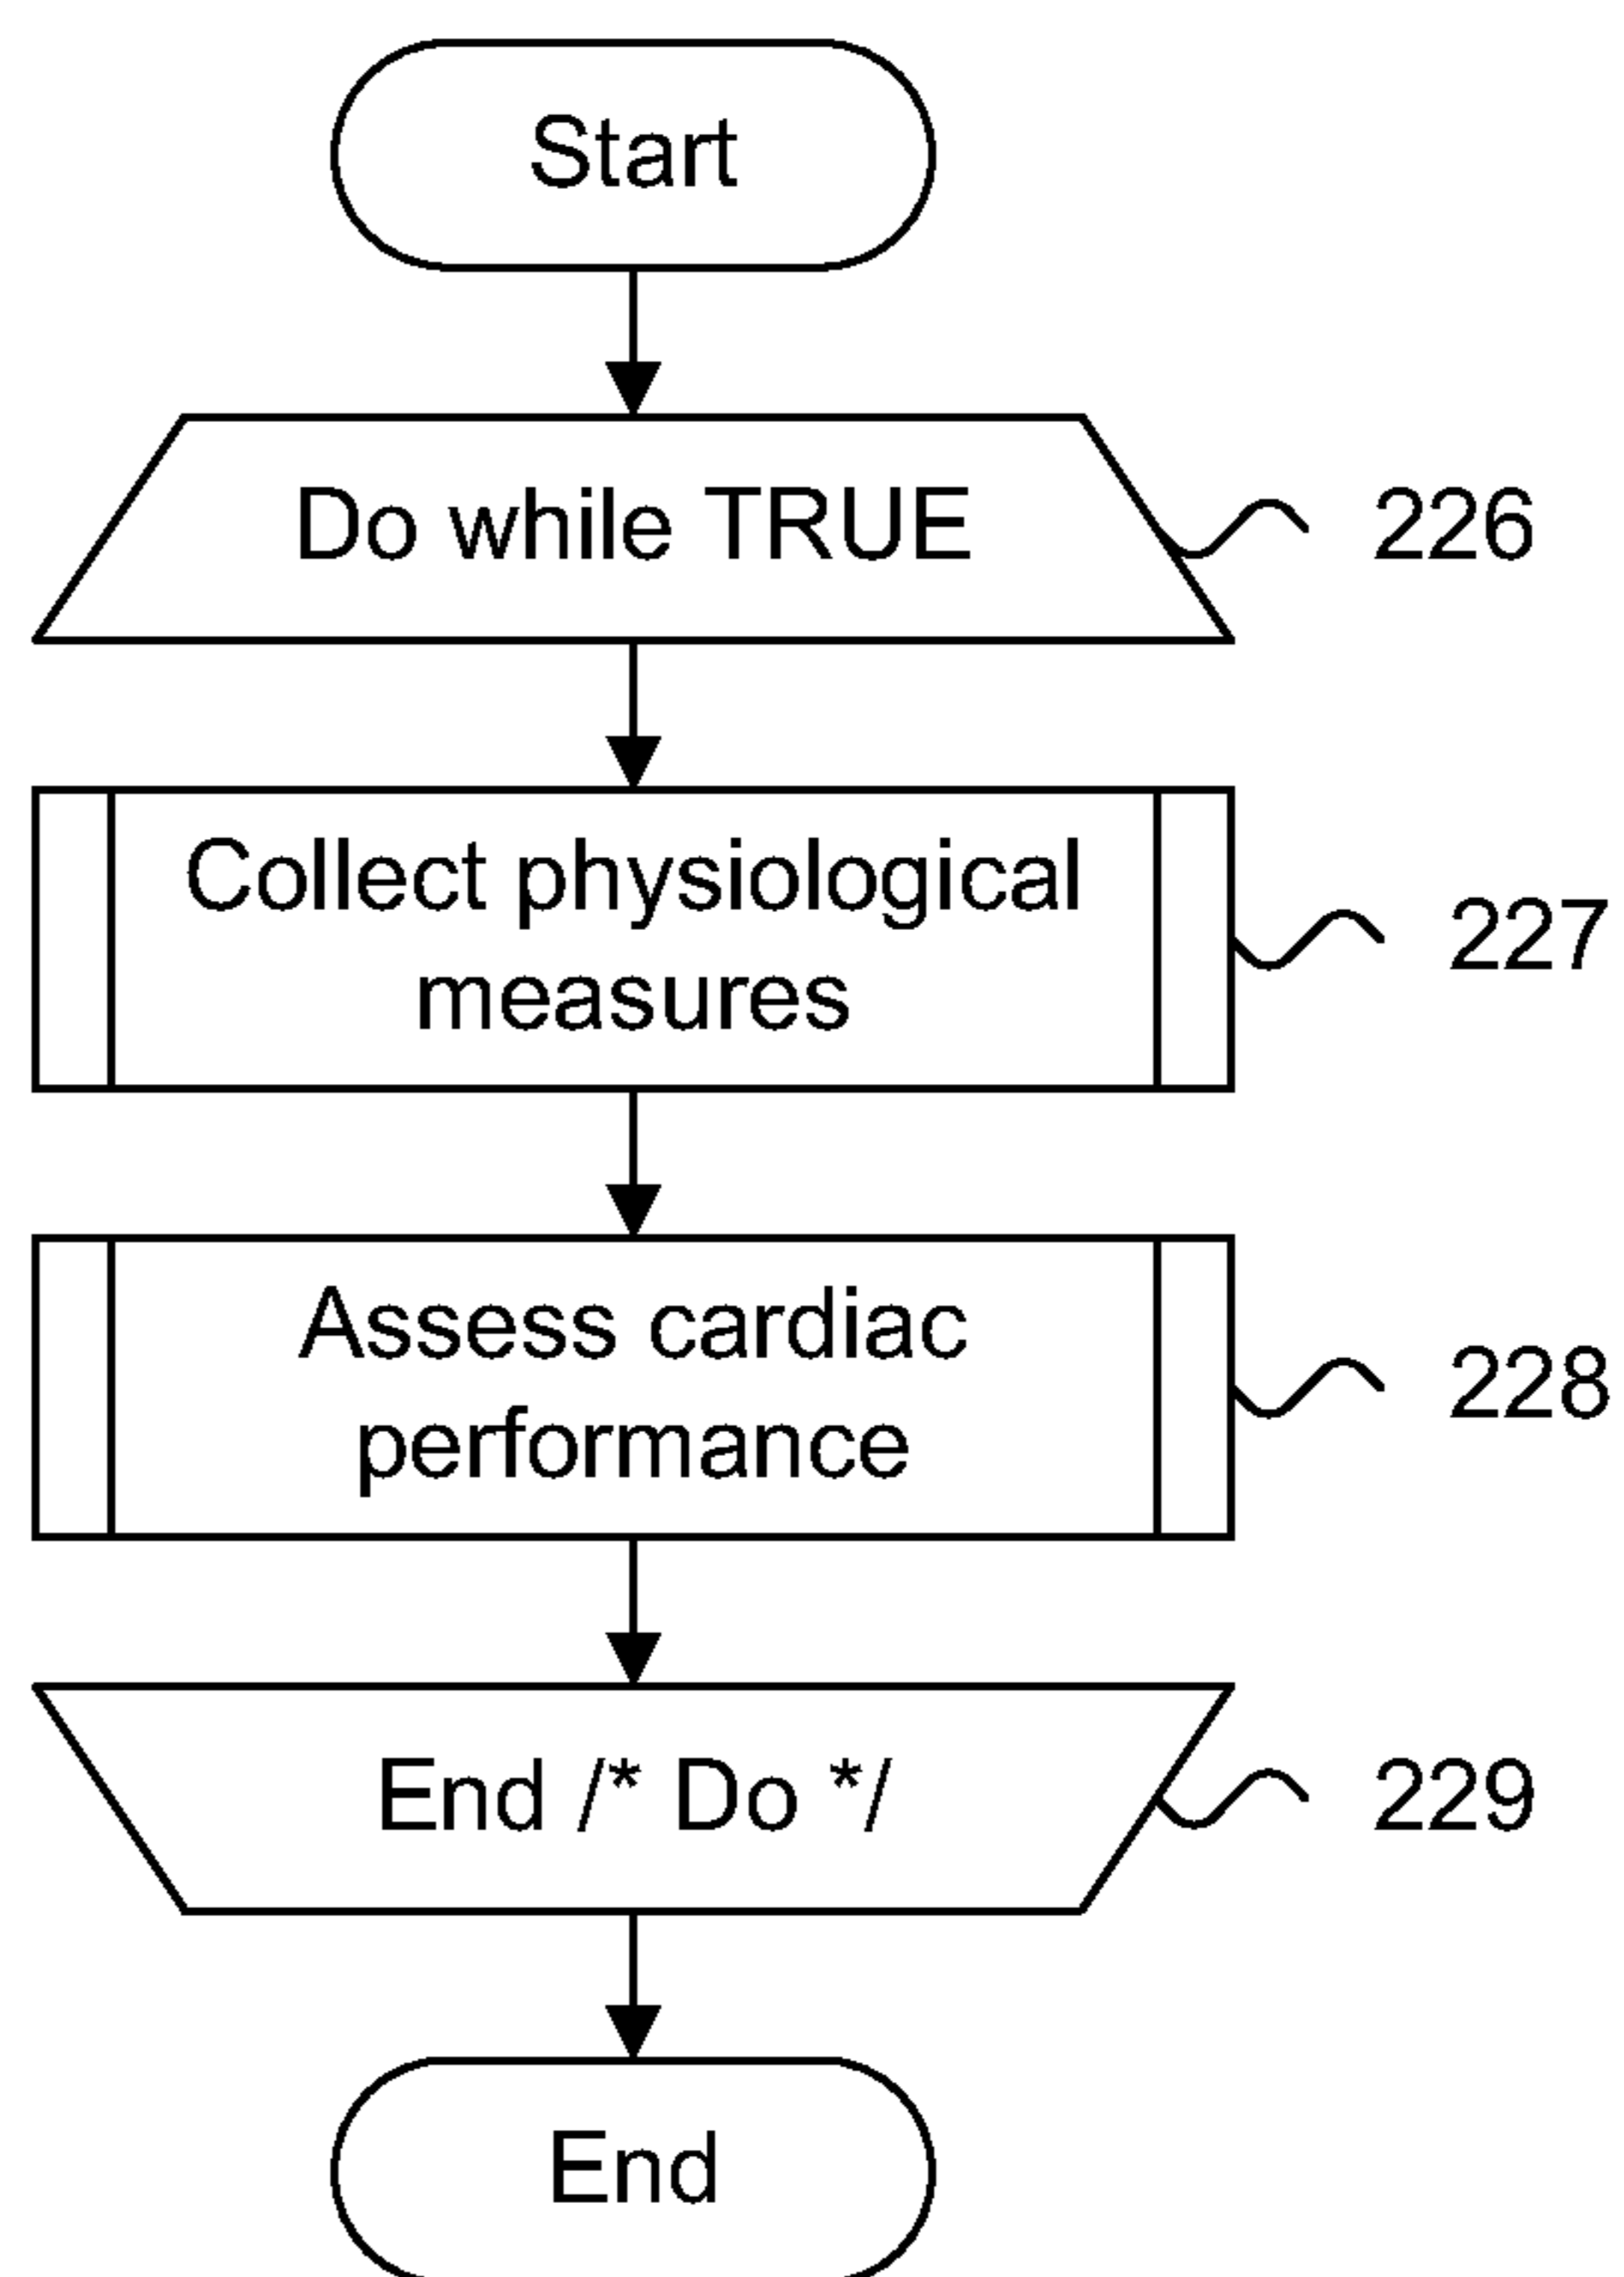 Start
Do while TRUE
226
Collect physiological
measures
227
Assess cardiac
performance
228
End /* Do */
229
End